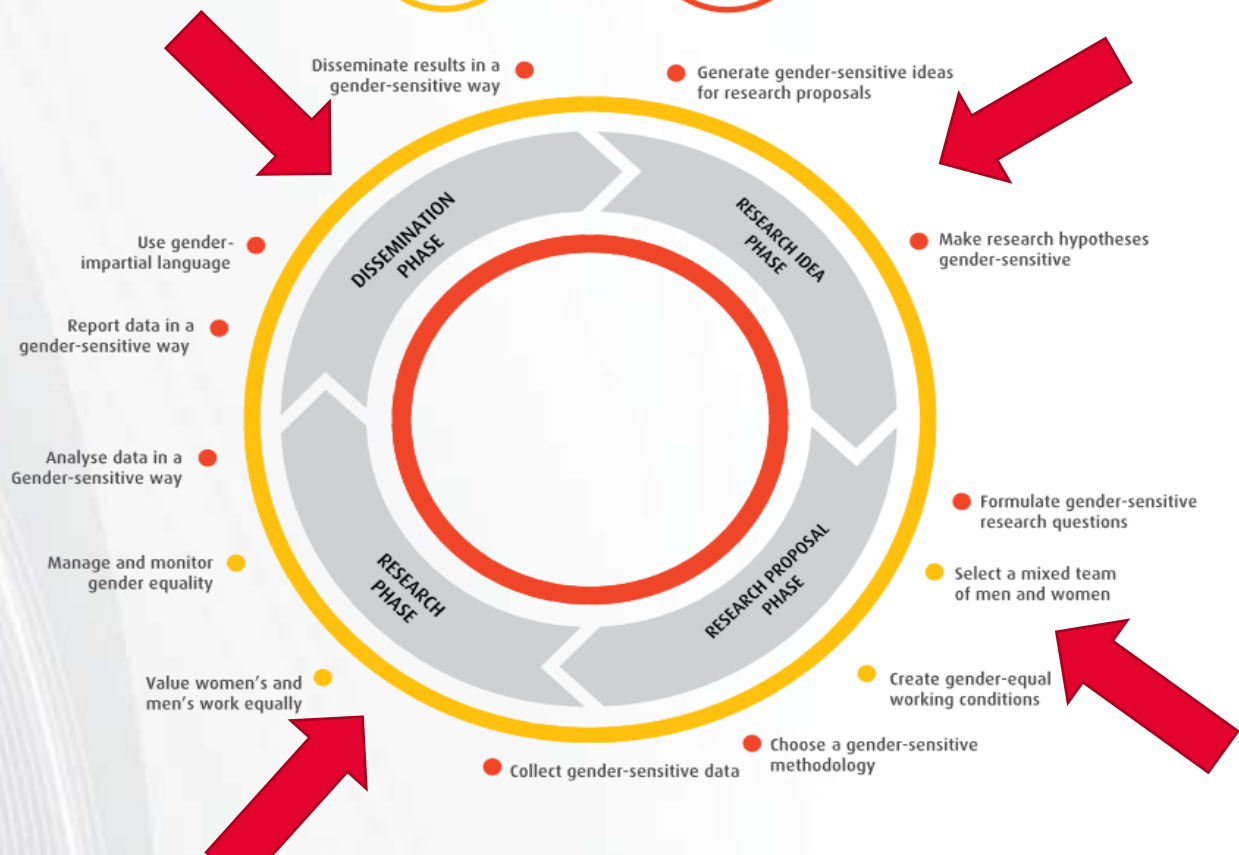 Disseminate results in a
gender-sensitive way
Generate gender-sensitive ideas
for research proposals
DISSEMINATION
PHASE
RESEARCH IDEA
PHASE
Use gender-
impartial language
Make research hypotheses
gender-sensitive
Report data in a
gender-sensitive way
Analyse data in a
Gender-sensitive way
Formulate gender-sensitive
research questions
Manage and monitor
gender equality
RESEARCH
PHASE
RESEARCH PROPOSAL
PHASE
Select a mixed team
of men and women
Value women's and
men's work equally
Create gender-equal
working conditions
Collect gender-sensitive data
Choose a gender-sensitive
methodology